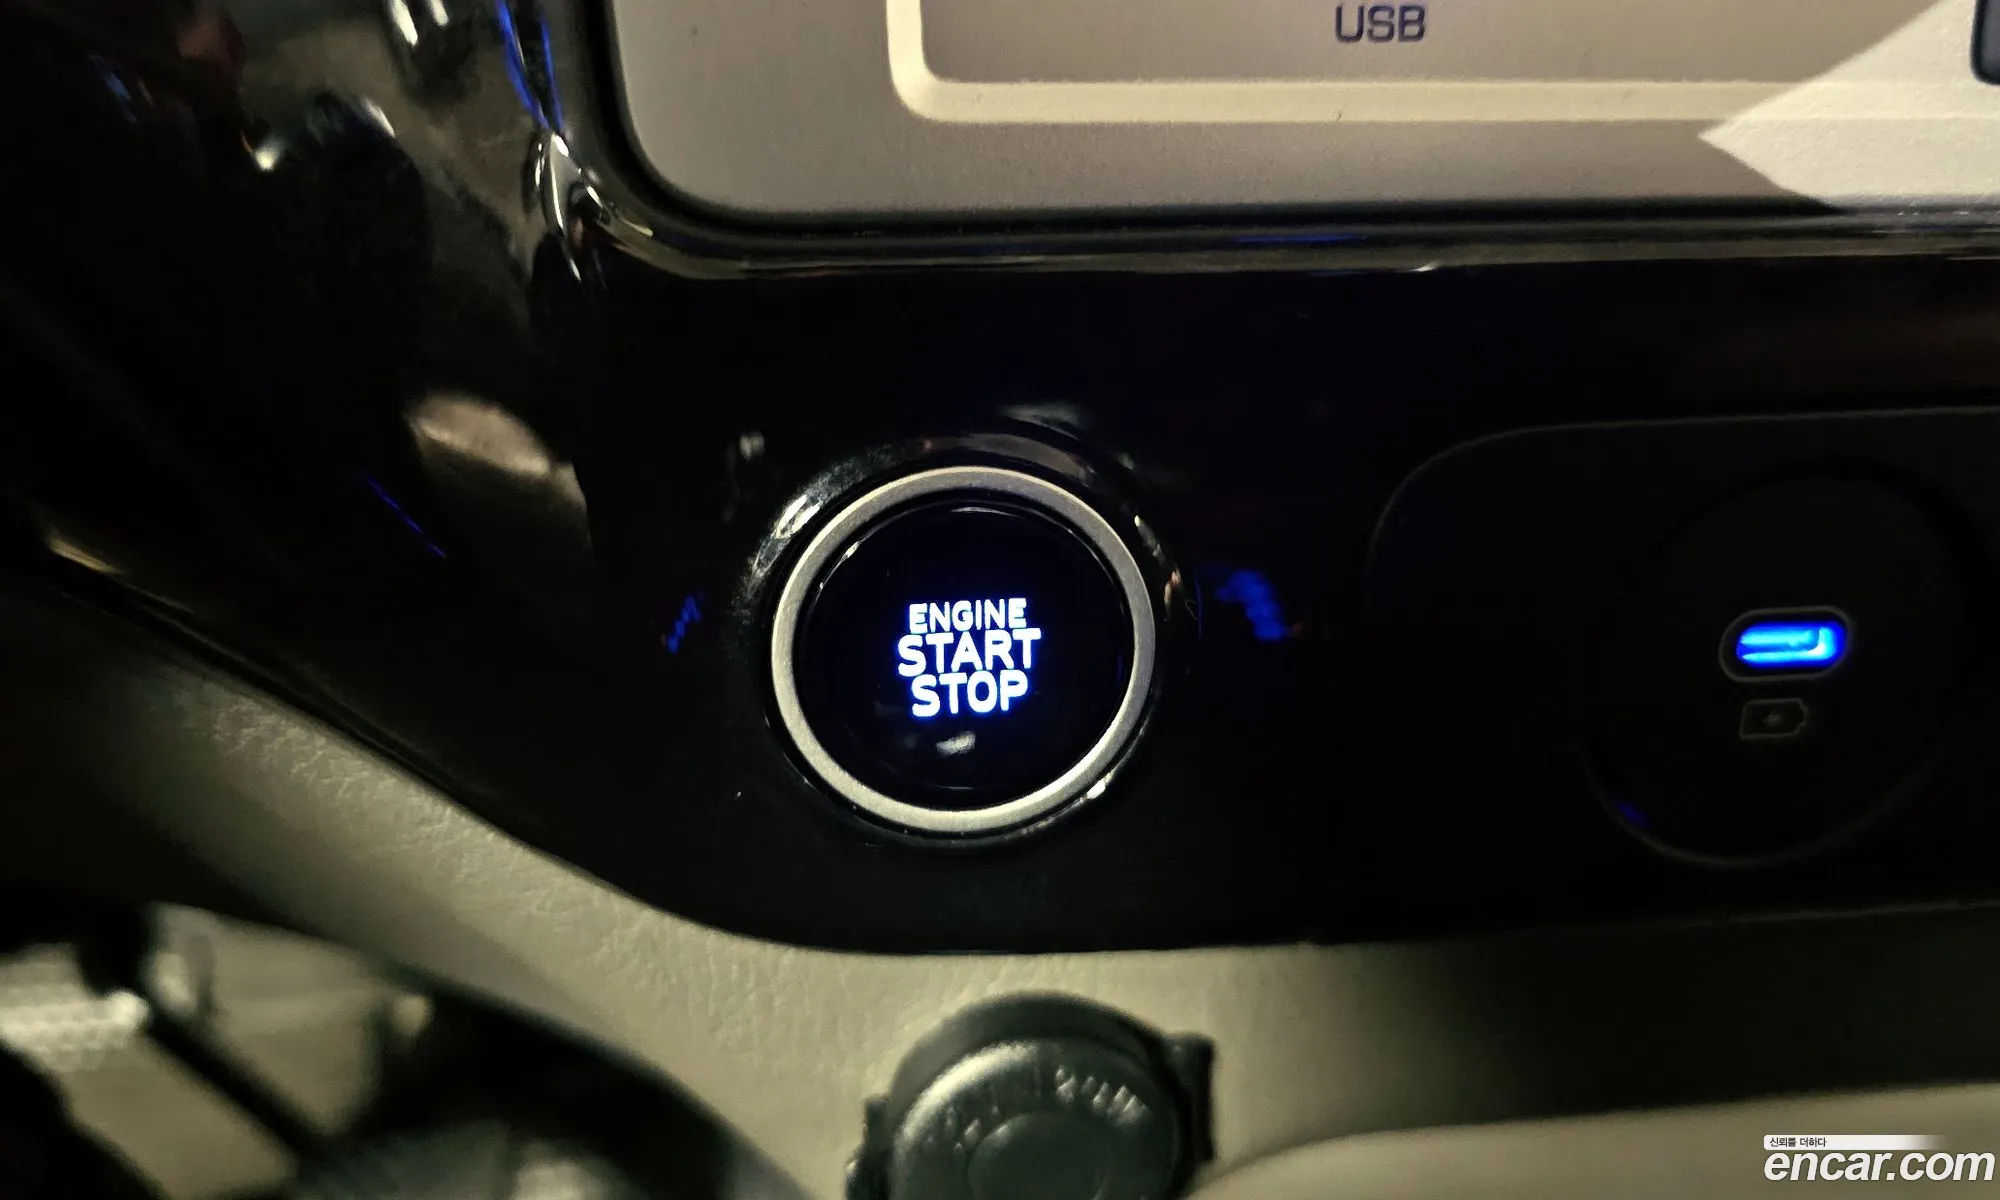 USB
ENGINE
START
STOP
신뢰를 더하다
encar.com